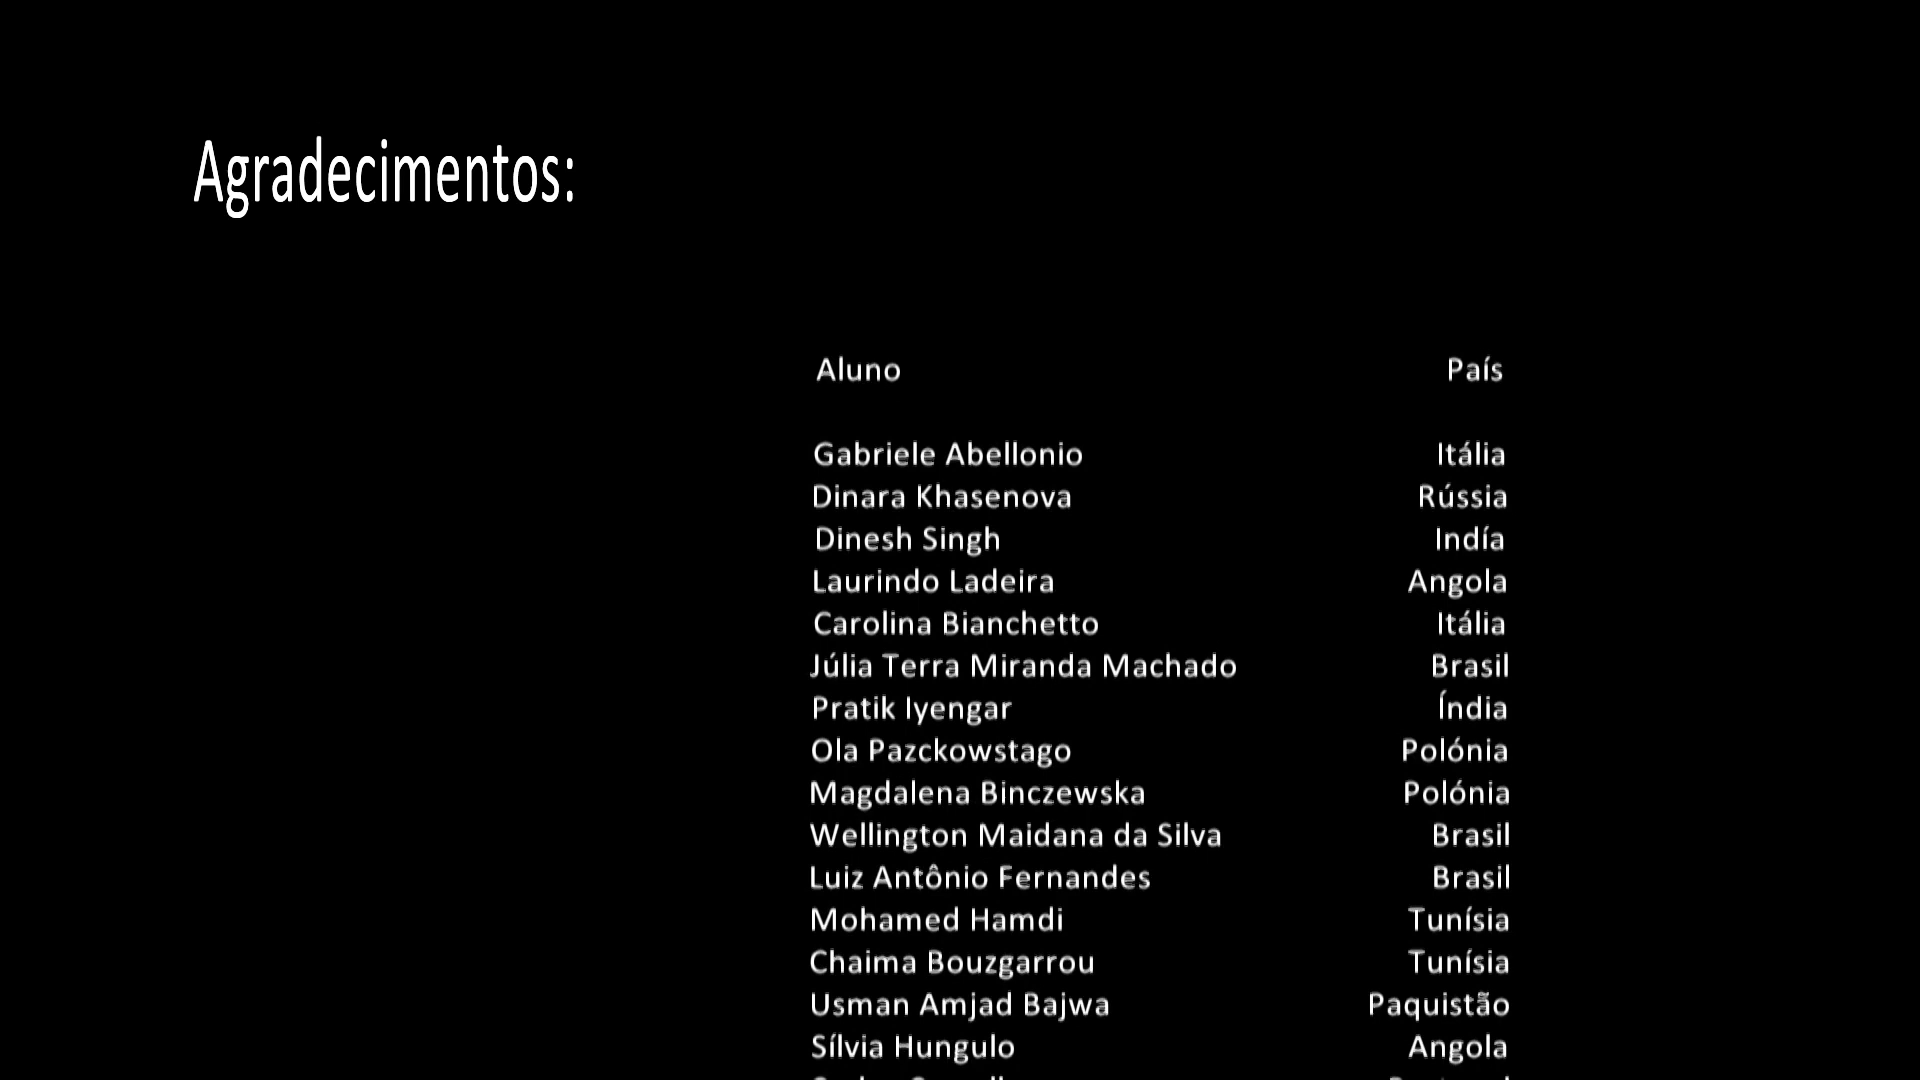 Agradecimentos:
Aluno País
Gabriele Abellonio Itália
Dinara Khasenova Rússia
Dinesh Singh Indía
Laurindo Ladeira Angola
Carolina Bianchetto Itália
Júlia Terra Miranda Machado Brasil
Pratik Iyengar Índia
Ola Pazckowstago Polónia
Magdalena Binczewska Polónia
Wellington Maidana da Silva Brasil
Luiz Antônio Fernandes Brasil
Mohamed Hamdi Tunísia
Chaima Bouzgarrou Tunísia
Usman Amjad Bajwa Paquistão
Sílvia Hungulo Angola